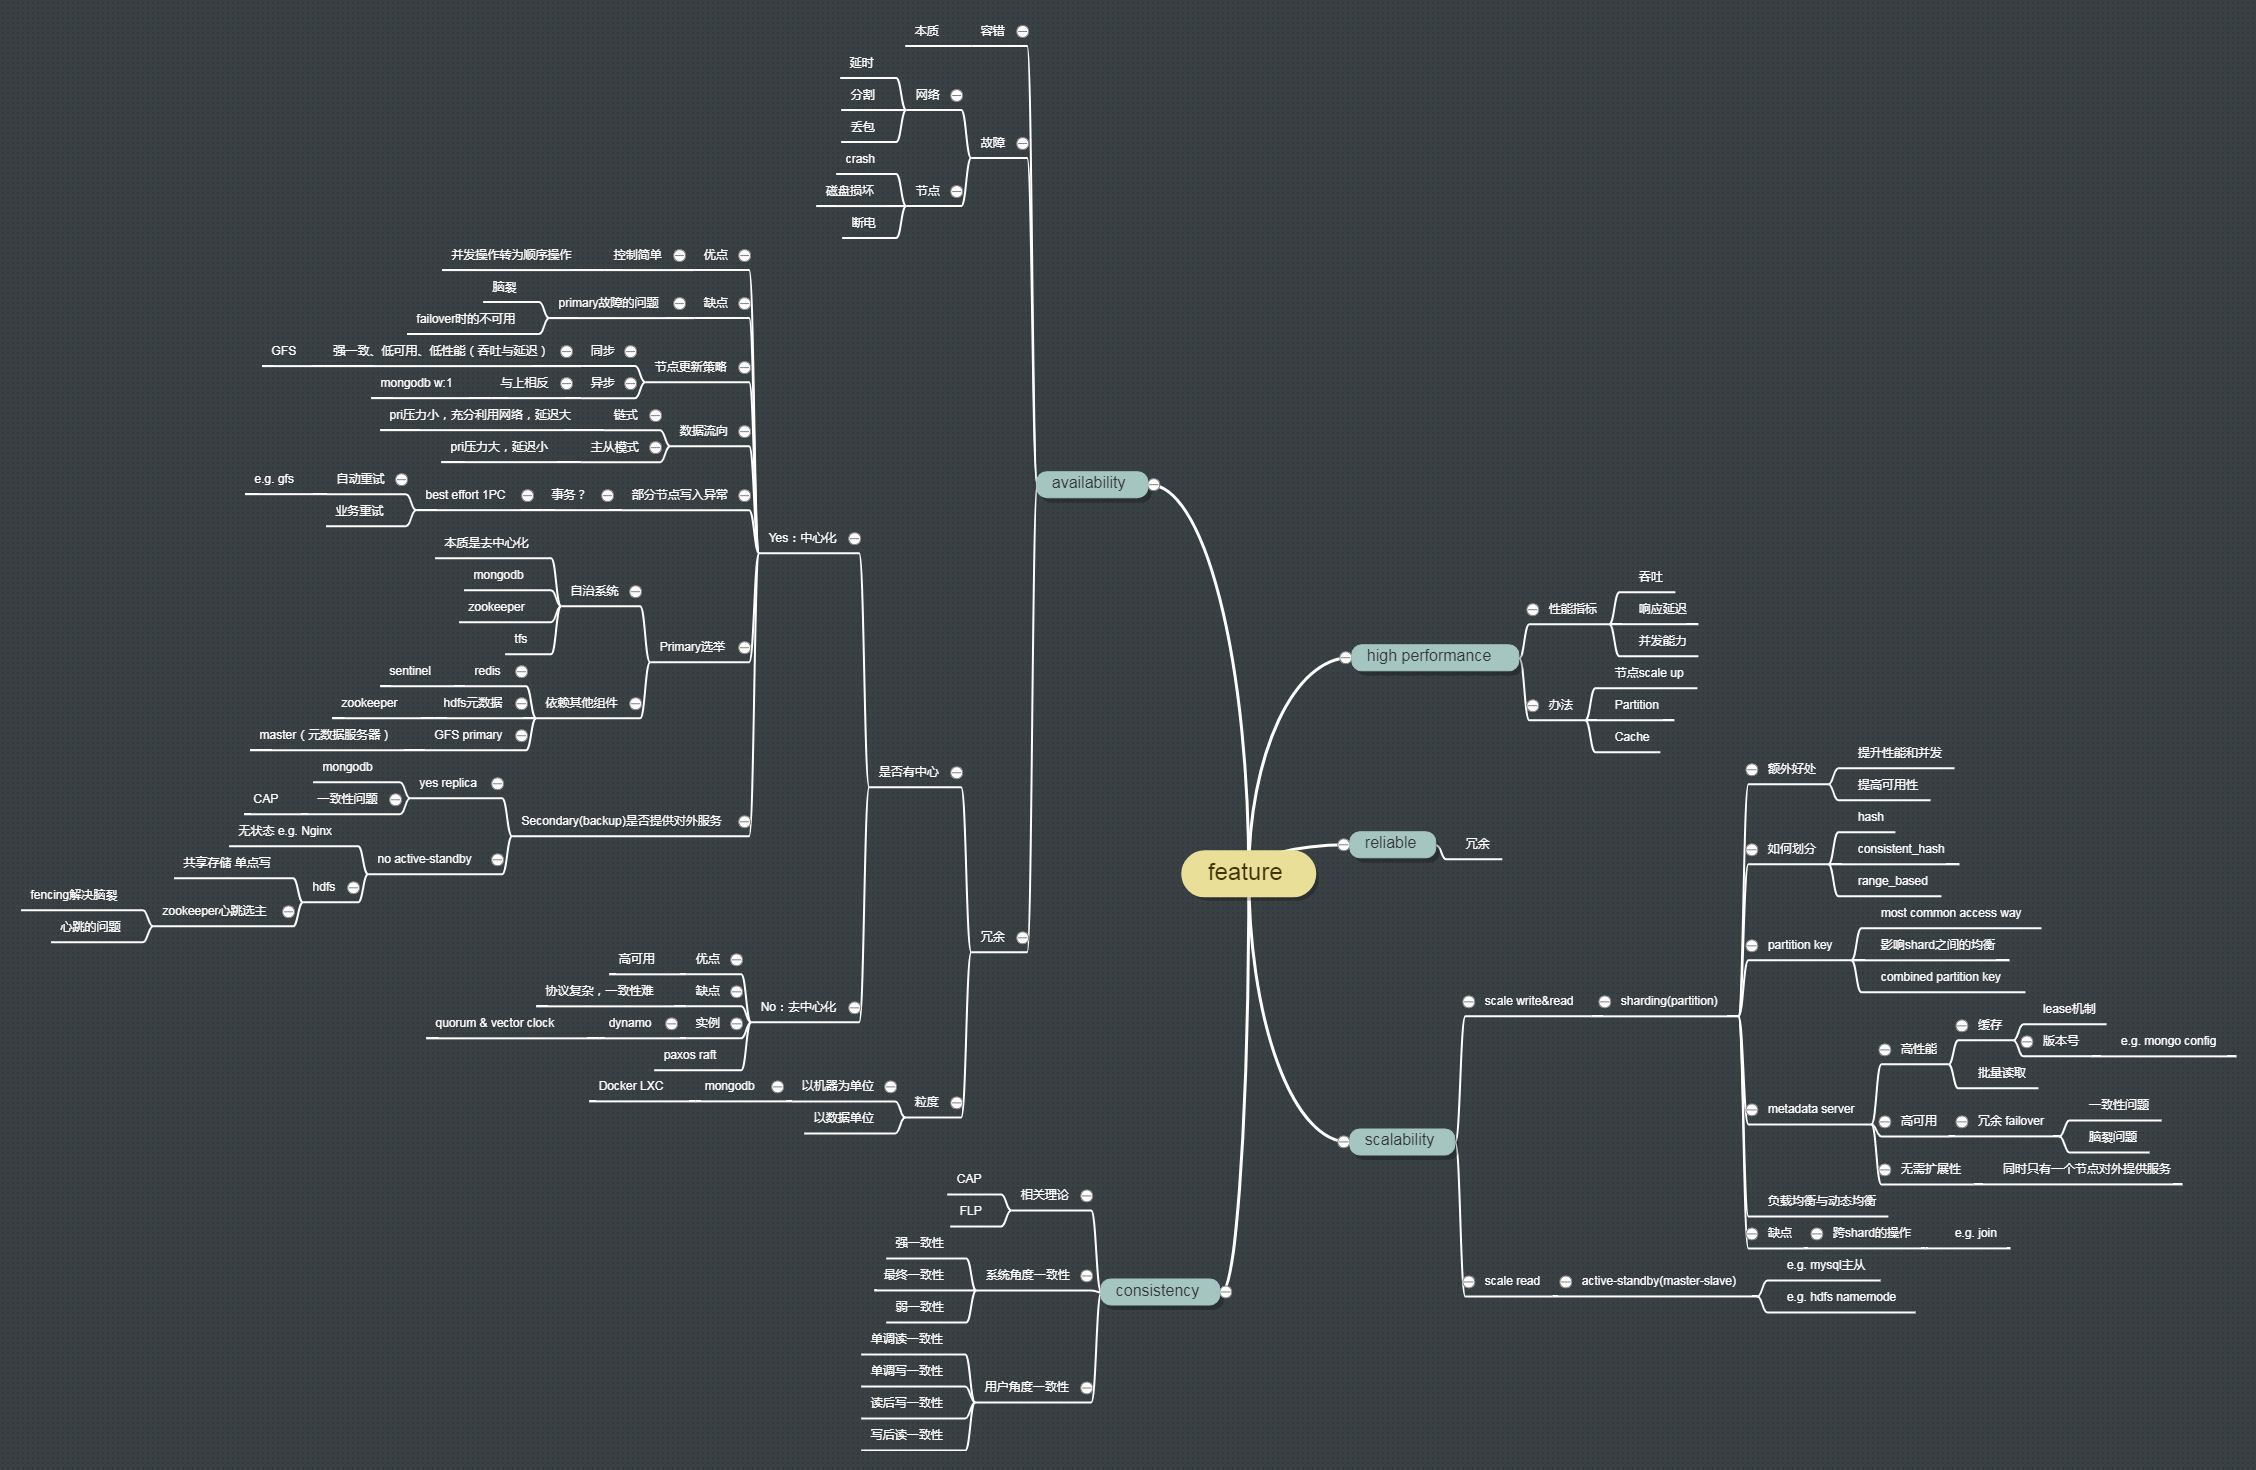 本质 容错
延时
分割 网络
丢包
故障
crash
磁盘损坏 节点
断电
并发操作转为顺序操作 控制简单 优点
脑裂
primary故障的问题 缺点
failover时的不可用
GFS 强一致、低可用、低性能（吞吐与延迟） 同步
节点更新策略
mongodb w:1 与上相反 异步
pri压力小，充分利用网络，延迟大 链式
数据流向
pri压力大，延迟小 主从模式
e.g. gfs 自动重试
best effort 1PC 事务？ 部分节点写入异常
业务重试
Yes：中心化
本质是去中心化
mongodb
自治系统
zookeeper
tfs
Primary选举
sentinel redis
zookeeper hdfs元数据 依赖其他组件
master（元数据服务器） GFS primary
mongodb
yes replica
CAP 一致性问题
Secondary(backup)是否提供对外服务
无状态 e.g. Nginx
no active-standby
共享存储 单点写
hdfs
fencing解决脑裂
zookeeper心跳选主
心跳的问题
是否有中心
高可用 优点
协议复杂，一致性难 缺点
No：去中心化
quorum & vector clock dynamo 实例
paxos raft
冗余
Docker LXC mongodb 以机器为单位
粒度
以数据单位
availability
CAP
相关理论
FLP
强一致性
最终一致性 系统角度一致性
弱一致性
consistency
单调读一致性
单调写一致性
用户角度一致性
读后写一致性
写后读一致性
feature
high performance
吞吐
性能指标 响应延迟
并发能力
节点scale up
办法 Partition
Cache
reliable 冗余
scalability
scale write&read sharding(partition)
提升性能和并发
额外好处
提高可用性
hash
如何划分 consistent_hash
range_based
most common access way
partition key 影响shard之间的均衡
combined partition key
metadata server
lease机制
缓存
版本号 e.g. mongo config
高性能
批量读取
一致性问题
高可用 冗余 failover
脑裂问题
无需扩展性 同时只有一个节点对外提供服务
负载均衡与动态均衡
缺点 跨shard的操作 e.g. join
e.g. mysql主从
scale read active-standby(master-slave)
e.g. hdfs namemode